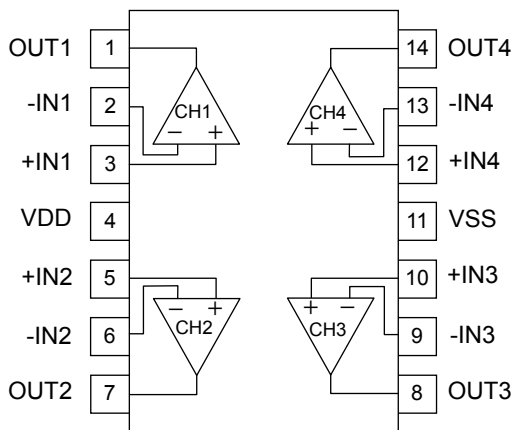 OUT1 1 14 OUT4
-IN1 2 CH1 CH4 13 -IN4
− + + −
+IN1 3 12 +IN4
VDD 4 11 VSS
+IN2 5 10 +IN3
− + + −
-IN2 6 CH2 CH3 9 -IN3
OUT2 7 8 OUT3